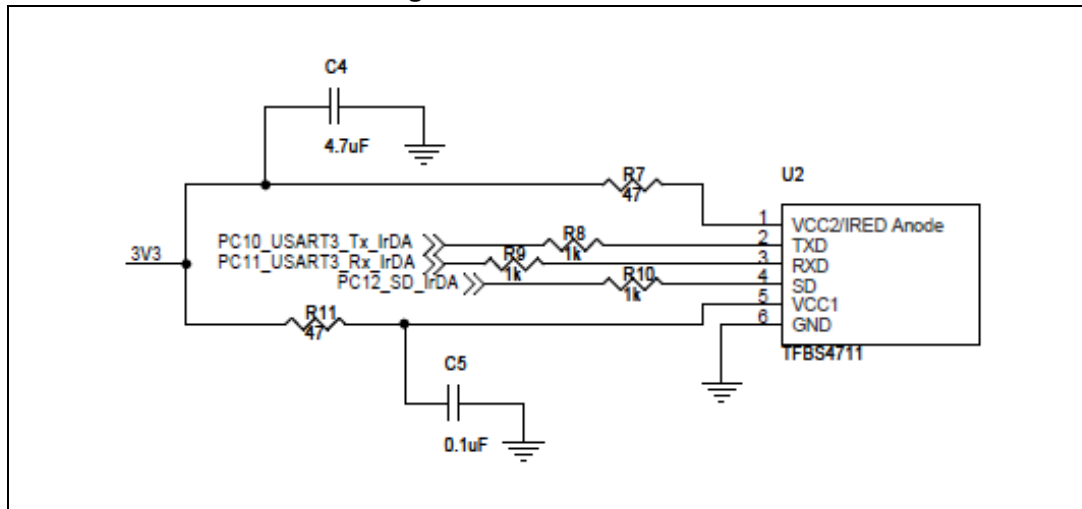 g
C4
4.7uF
R7
47
U2
1
VCC2/IRED Anode
PC10_USART3_Tx_IrDA
R8
1k
2
TXD
3V3
PC11_USART3_Rx_IrDA
R9
1k
3
RXD
PC12_SD_IrDA
R10
1k
4
SD
5
VCC1
R11
47
6
GND
TFBS4711
C5
0.1uF